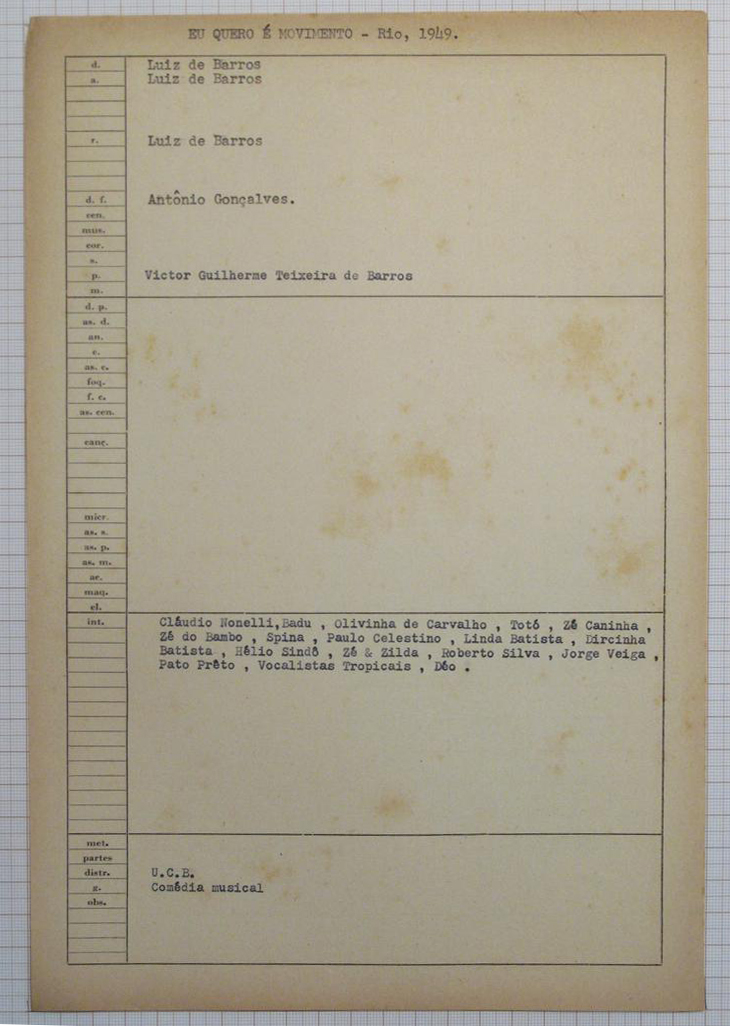 EU QUERO É MOVIMENTO - Rio, 1949.
d. Luiz de Barros
a. Luiz de Barros
r. Luiz de Barros
d. f. Antônio Gonçalves.
cen.
mus.
cor.
s.
p. Victor Guilherme Teixeira de Barros
m.
d. p.
as. d.
an.
c.
as. c.
foq.
f. c.
as. cen.
canç.
micr.
as. s.
as. p.
as. m.
ar.
maq.
el.
int. Cláudio Nonelli,Badu , Olivinha de Carvalho , Totó , Zé Caninha ,
Zé do Bambo , Spina , Paulo Celestino , Linda Batista , Dircinha
Batista , Hélio Sindô , Zé & Zilda , Roberto Silva , Jorge Veiga ,
Pato Prêto , Vocalistas Tropicais , Déo .
met.
partes
distr. U.C.B.
g. Comédia musical
obs.